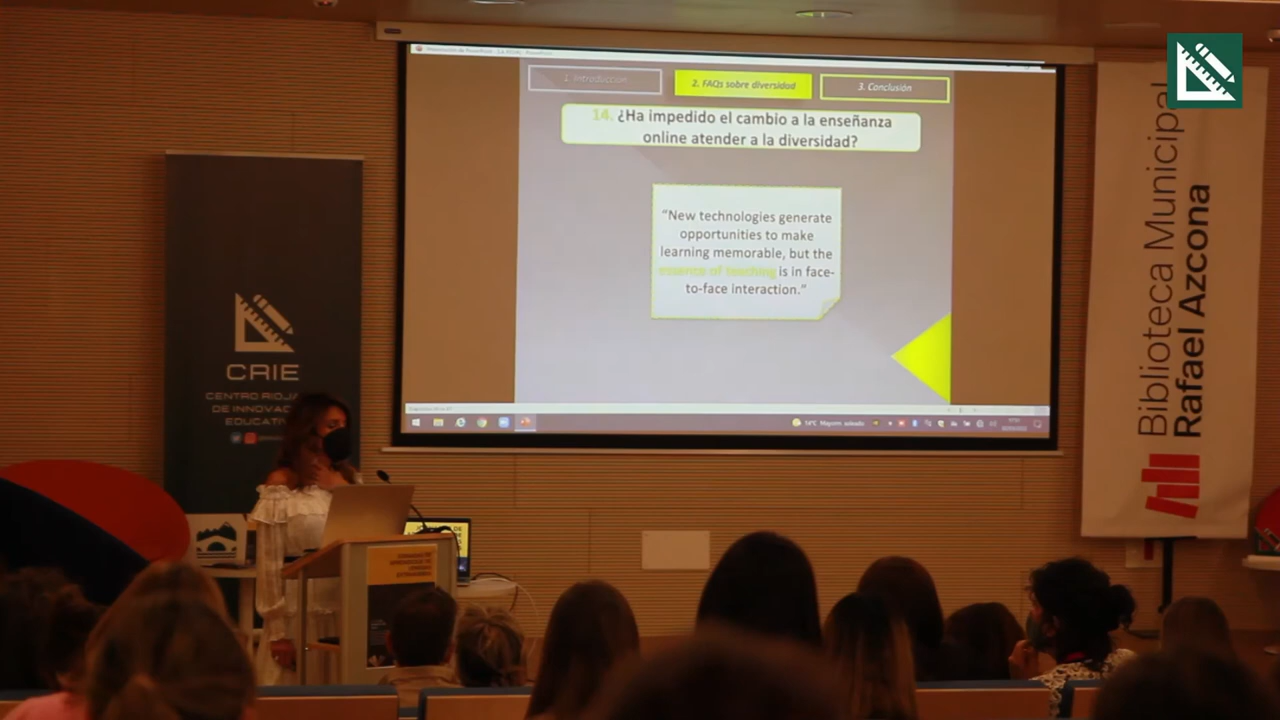 1. Introducción
2. FAQs sobre diversidad
3. Conclusión
14. ¿Ha impedido el cambio a la enseñanza
online atender a la diversidad?
“New technologies generate
opportunities to make
learning memorable, but the
essence of teaching is in face-
to-face interaction.”
14°C
CRIE
CENTRO RIOJA
DE INNOVAC
EDUCATIV
Biblioteca Municipal
Rafael Azcona